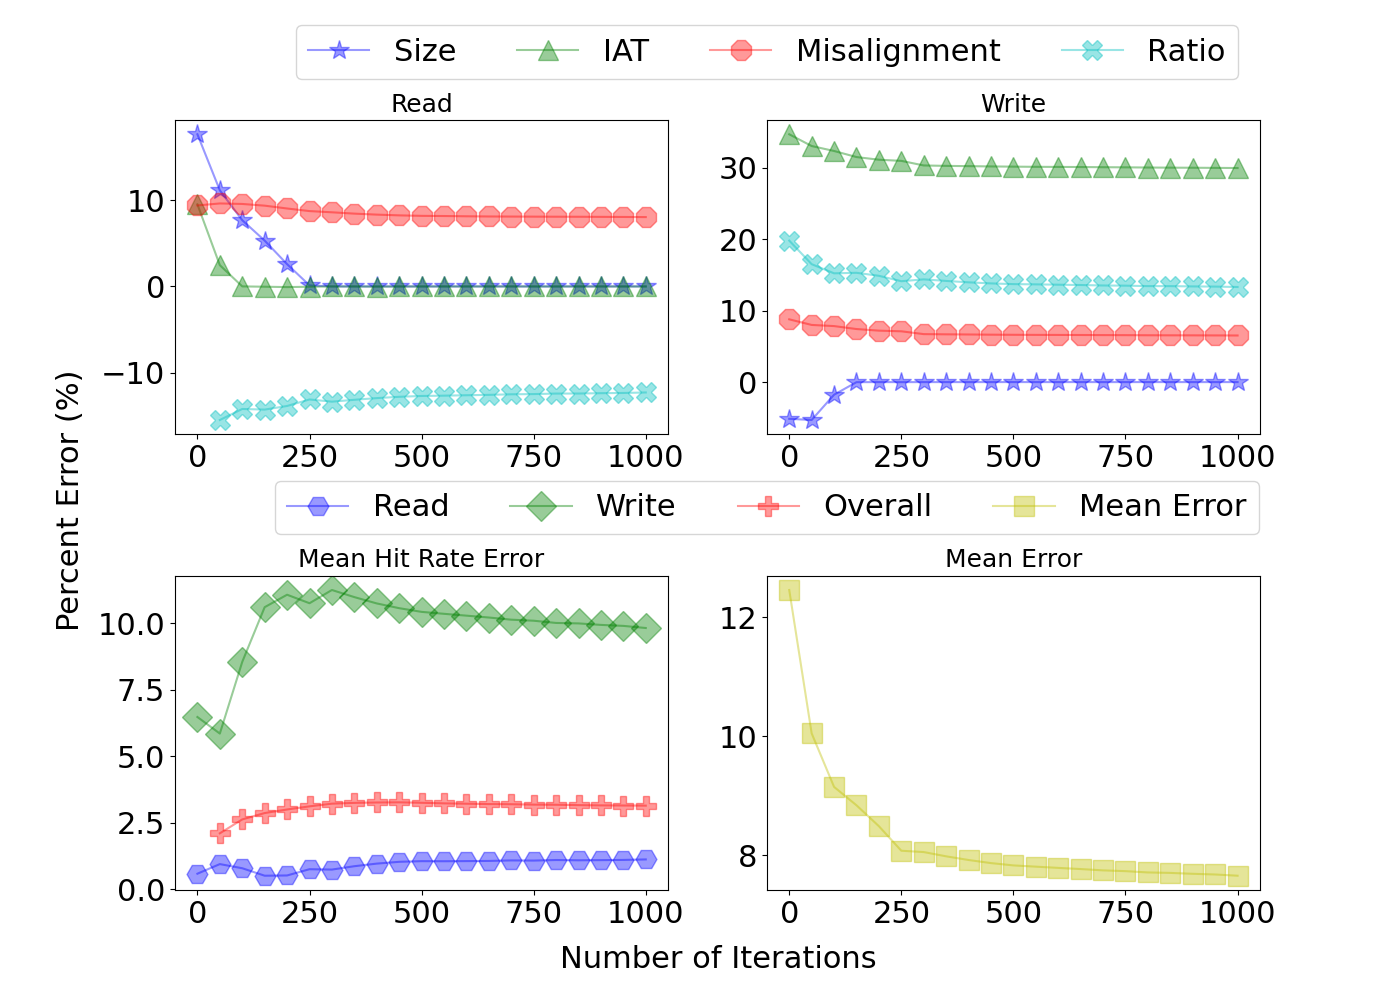 Size IAT Misalignment Ratio
Read Write
10
0
−10
30
20
10
0
0 250 500 750 1000
0 250 500 750 1000
Percent Error (%)
Read Write Overall Mean Error
Mean Hit Rate Error Mean Error
10.0
7.5
5.0
2.5
0.0
12
10
8
0 250 500 750 1000
0 250 500 750 1000
Number of Iterations